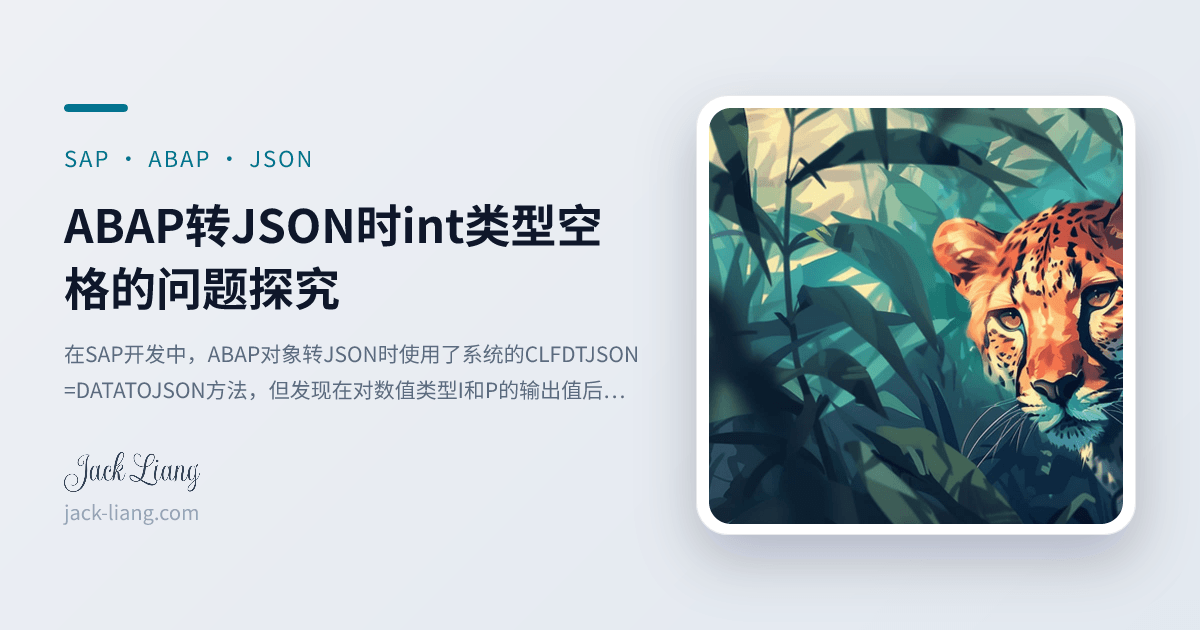 SAP · ABAP · JSON
ABAP转JSON时int类型空
格的问题探究
在SAP开发中，ABAP对象转JSON时使用了系统的CLFDTJSON
=DATATOJSON方法，但发现在对数值类型I和P的输出值后…
Jack Liang
jack-liang.com